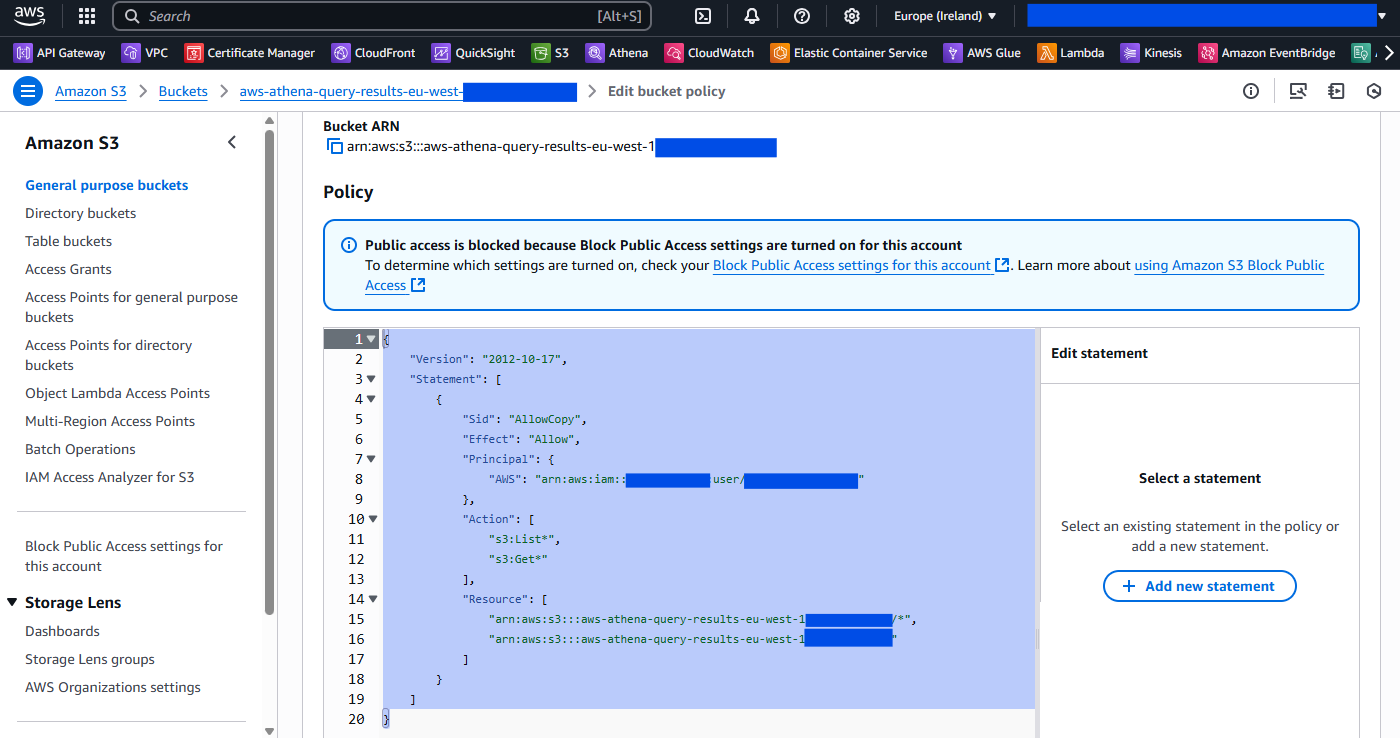 aws
Search [Alt+S] Europe (Ireland)
API Gateway VPC Certificate Manager CloudFront QuickSight S3 Athena CloudWatch Elastic Container Service AWS Glue Lambda Kinesis Amazon EventBridge
Amazon S3 Buckets aws-athena-query-results-eu-west- Edit bucket policy
Amazon S3
General purpose buckets
Directory buckets
Table buckets
Access Grants
Access Points for general purpose
buckets
Access Points for directory
buckets
Object Lambda Access Points
Multi-Region Access Points
Batch Operations
IAM Access Analyzer for S3
Block Public Access settings for
this account
Storage Lens
Dashboards
Storage Lens groups
AWS Organizations settings
Bucket ARN
arn:aws:s3:::aws-athena-query-results-eu-west-1
Policy
Public access is blocked because Block Public Access settings are turned on for this account
To determine which settings are turned on, check your Block Public Access settings for this account . Learn more about using Amazon S3 Block Public
Access
1 {
2 "Version": "2012-10-17",
3 "Statement": [
4 {
5 "Sid": "AllowCopy",
6 "Effect": "Allow",
7 "Principal": {
8 "AWS": "arn:aws:iam:: :user/ "
9 },
10 "Action": [
11 "s3:List*",
12 "s3:Get*"
13 ],
14 "Resource": [
15 "arn:aws:s3:::aws-athena-query-results-eu-west-1 /*",
16 "arn:aws:s3:::aws-athena-query-results-eu-west-1 "
17 ]
18 }
19 ]
20 }
Edit statement
Select a statement
Select an existing statement in the policy or
add a new statement.
+ Add new statement